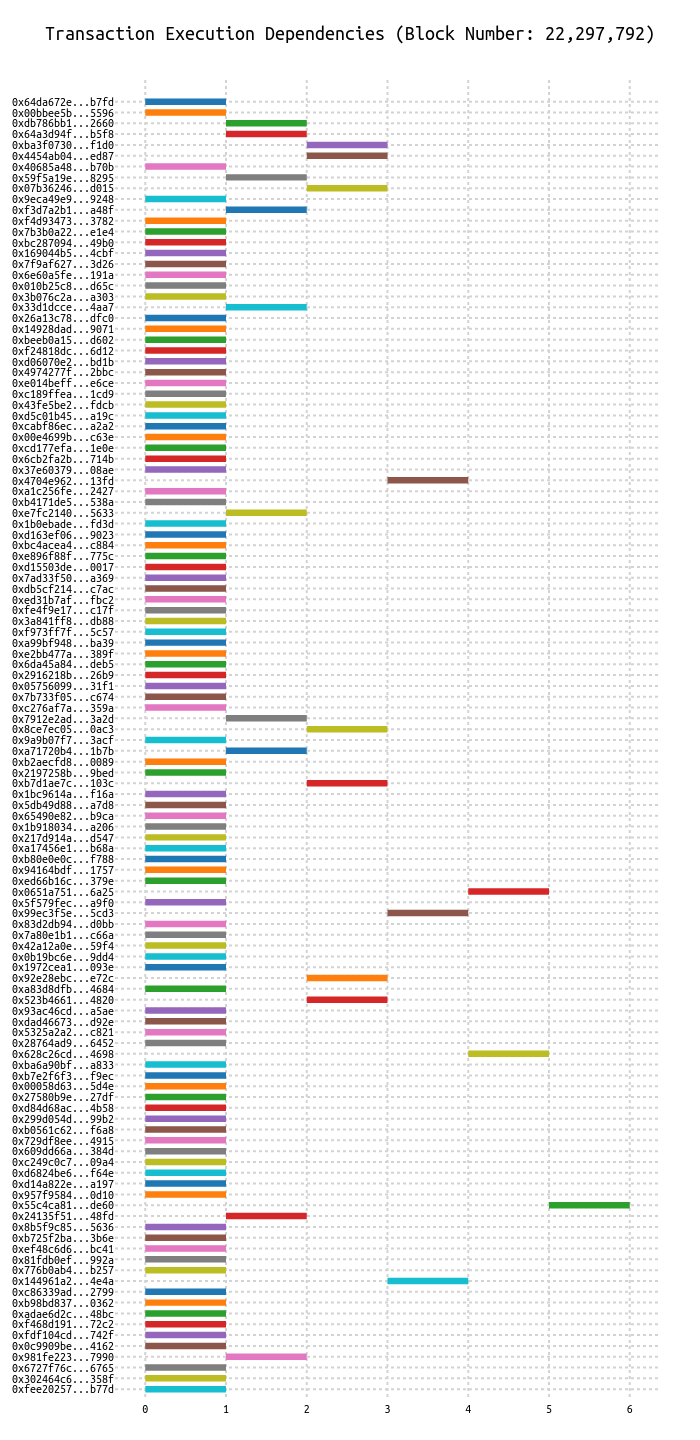 Transaction Execution Dependencies (Block Number: 22,297,792)
0x64da672e...b7fd
0x00bbee5b...5596
0xdb786bb1...2660
0x64a3d94f...b5f8
0xba3f0730...f1d0
0x4454ab04...ed87
0x40685a48...b70b
0x59f5a19e...8295
0x07b36246...d015
0x9eca49e9...9248
0xf3d7a2b1...a48f
0xf4d93473...3782
0x7b3b0a22...e1e4
0xbc287094...49b0
0x169044b5...4cbf
0x7f9af627...3d26
0x6e60a5fe...191a
0x010b25c8...d65c
0x3b076c2a...a303
0x33d1dcce...4aa7
0x26a13c78...dfc0
0x14928dad...9071
0xbeeb0a15...d602
0xf24818dc...6d12
0xd06070e2...bd1b
0x4974277f...2bbc
0xe014beff...e6ce
0xc189ffea...1cd9
0x43fe5be2...fdcb
0xd5c01b45...a19c
0xcabf86ec...a2a2
0x00e4699b...c63e
0xcd177efa...1e0e
0x6cb2fa2b...714b
0x37e60379...08ae
0x4704e962...13fd
0xa1c256fe...2427
0xb4171de5...538a
0xe7fc2140...5633
0x1b0ebade...fd3d
0xd163ef06...9023
0xbc4acea4...c884
0xe896f88f...775c
0xd15503de...0017
0x7ad33f50...a369
0xdb5cf214...c7ac
0xed31b7af...fbc2
0xfe4f9e17...c17f
0x3a841ff8...db88
0xf973ff7f...5c57
0xa99bf948...ba39
0xe2bb477a...389f
0x6da45a84...deb5
0x2916218b...26b9
0x05756099...31f1
0x7b733f05...c674
0xc276af7a...359a
0x7912e2ad...3a2d
0x8ce7ec05...0ac3
0x9a9b07f7...3acf
0xa71720b4...1b7b
0xb2aecfd8...0089
0x2197258b...9bed
0xb7d1ae7c...103c
0x1bc9614a...f16a
0x5db49d88...a7d8
0x65490e82...b9ca
0x1b918034...a206
0x217d914a...d547
0xa17456e1...b68a
0xb80e0e0c...f788
0x94164bdf...1757
0xed66b16c...379e
0x0651a751...6a25
0x5f579fec...a9f0
0x99ec3f5e...5cd3
0x83d2db94...d0bb
0x7a80e1b1...c66a
0x42a12a0e...59f4
0x0b19bc6e...9dd4
0x1972cea1...093e
0x92e28ebc...e72c
0xa83d8dfb...4684
0x523b4661...4820
0x93ac46cd...a5ae
0xdad46673...d92e
0x5325a2a2...c821
0x28764ad9...6452
0x628c26cd...4698
0xba6a90bf...a833
0xb7e2f6f3...f9ec
0x00058d63...5d4e
0x27580b9e...27df
0xd84d68ac...4b58
0x299d054d...99b2
0xb0561c62...f6a8
0x729df8ee...4915
0x609dd66a...384d
0xc249c0c7...09a4
0xd6824be6...f64e
0xd14a822e...a197
0x957f9584...0d10
0x55c4ca81...de60
0x24135f51...48fd
0x8b5f9c85...5636
0xb725f2ba...3b6e
0xef48c6d6...bc41
0x81fdb0ef...992a
0x776b0ab4...b257
0x144961a2...4e4a
0xc86339ad...2799
0xb98bd837...0362
0xadae6d2c...48bc
0xf468d191...72c2
0xfdf104cd...742f
0x0c9909be...4162
0x981fe223...7990
0x6727f76c...6765
0x302464c6...358f
0xfee20257...b77d
0 1 2 3 4 5 6